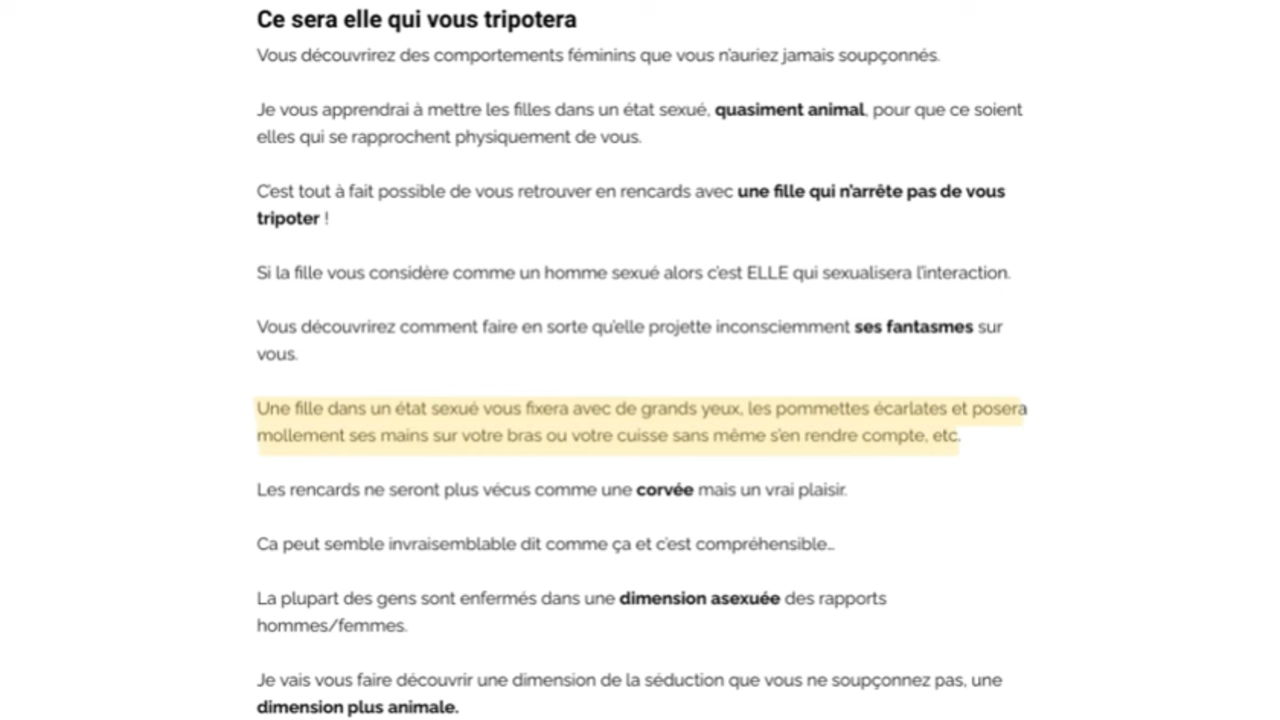 Ce sera elle qui vous tripotera
Vous découvrirez des comportements féminins que vous n'auriez jamais soupçonnés.
Je vous apprendrai à mettre les filles dans un état sexué, quasiment animal, pour que ce soient
elles qui se rapprochent physiquement de vous.
C'est tout à fait possible de vous retrouver en rencards avec une fille qui n'arrête pas de vous
tripoter !
Si la fille vous considère comme un homme sexué alors c'est ELLE qui sexualisera l'interaction.
Vous découvrirez comment faire en sorte qu'elle projette inconsciemment ses fantasmes sur
vous.
Une fille dans un état sexué vous fixera avec de grands yeux, les pommettes écarlates et posera
mollement ses mains sur votre bras ou votre cuisse sans même s'en rendre compte, etc.
Les rencards ne seront plus vécus comme une corvée mais un vrai plaisir.
Ca peut semble invraisemblable dit comme ça et c'est compréhensible...
La plupart des gens sont enfermés dans une dimension asexuée des rapports
hommes/femmes.
Je vais vous faire découvrir une dimension de la séduction que vous ne soupçonnez pas, une
dimension plus animale.